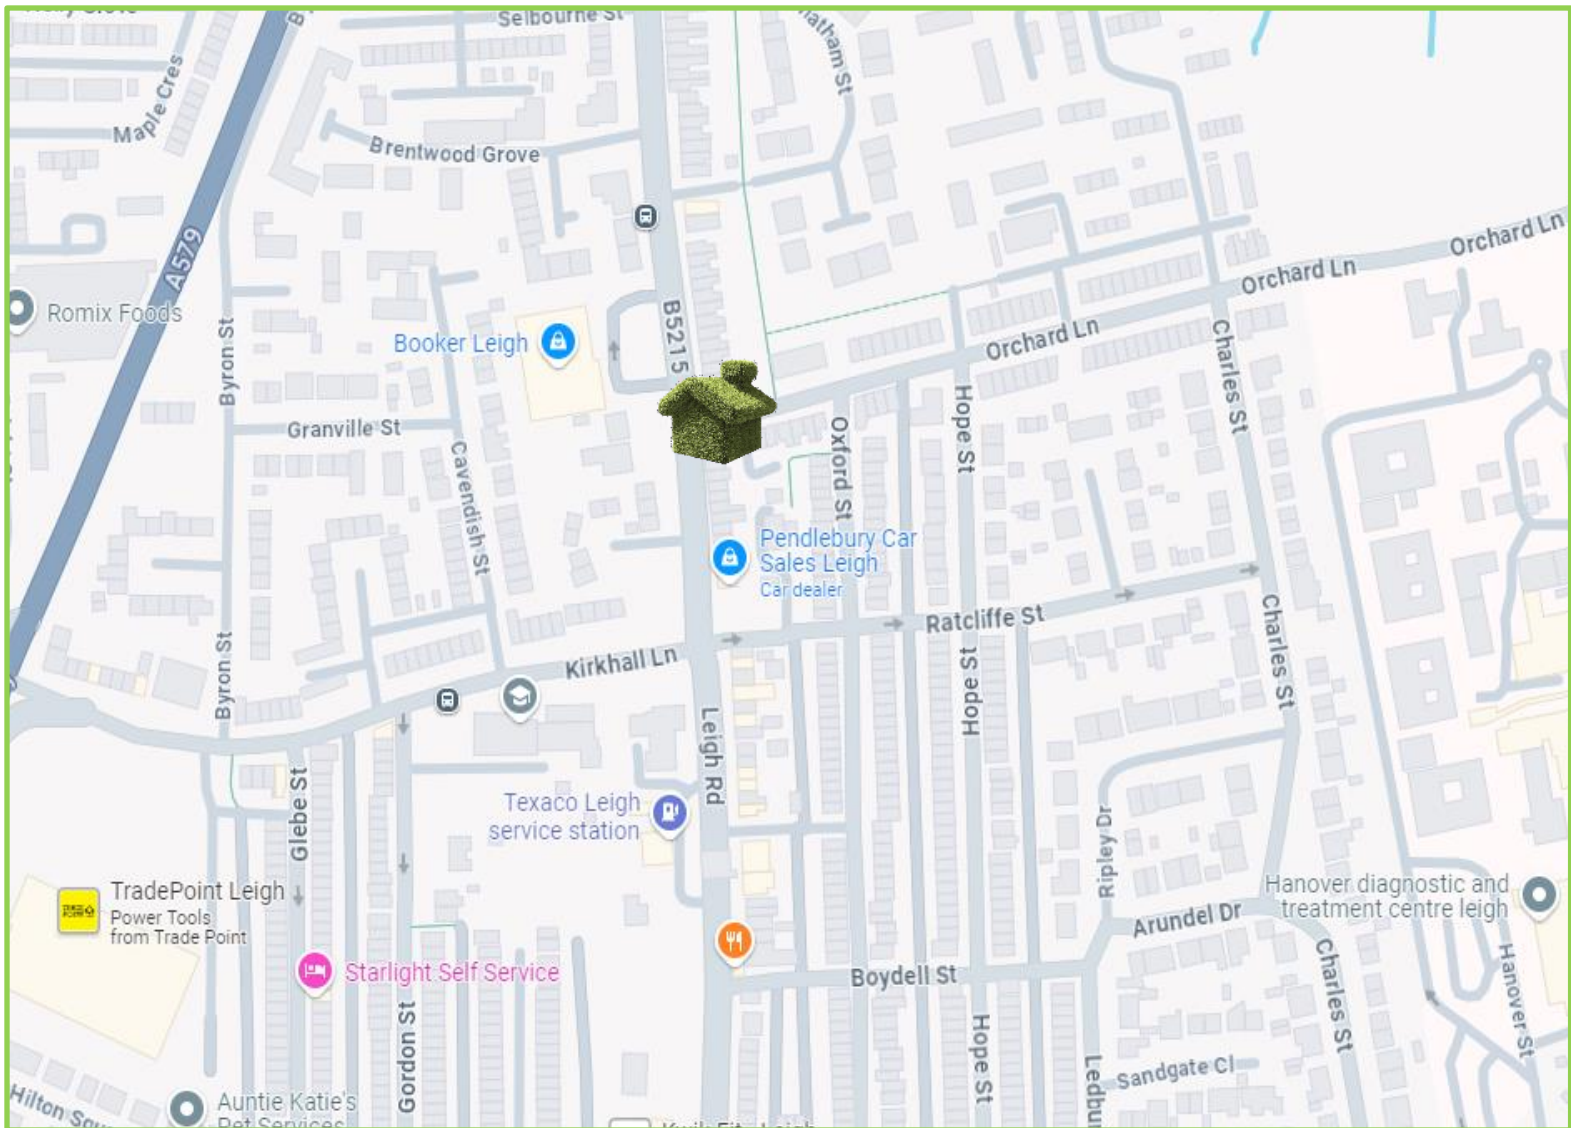 Selbourne St
Maple Cres
Brentwood Grove
A579
Romix Foods
Byron St
Booker Leigh
B5215
Orchard Ln
Orchard Ln
Orchard Ln
Charles St
Granville St
Cavendish St
Oxford St
Hope St
Pendlebury Car
Sales Leigh
Car dealer
Ratcliffe St
Charles St
Byron St
Kirkhall Ln
Hope St
Leigh Rd
Glebe St
Texaco Leigh
service station
Ripley Dr
TradePoint Leigh
Power Tools
from Trade Point
Hanover diagnostic and
treatment centre leigh
Arundel Dr
Starlight Self Service
Boydell St
Charles St
Hanover St
Gordon St
Hope St
Sandgate Cl
Auntie Katie's
Pet Services
Hilton